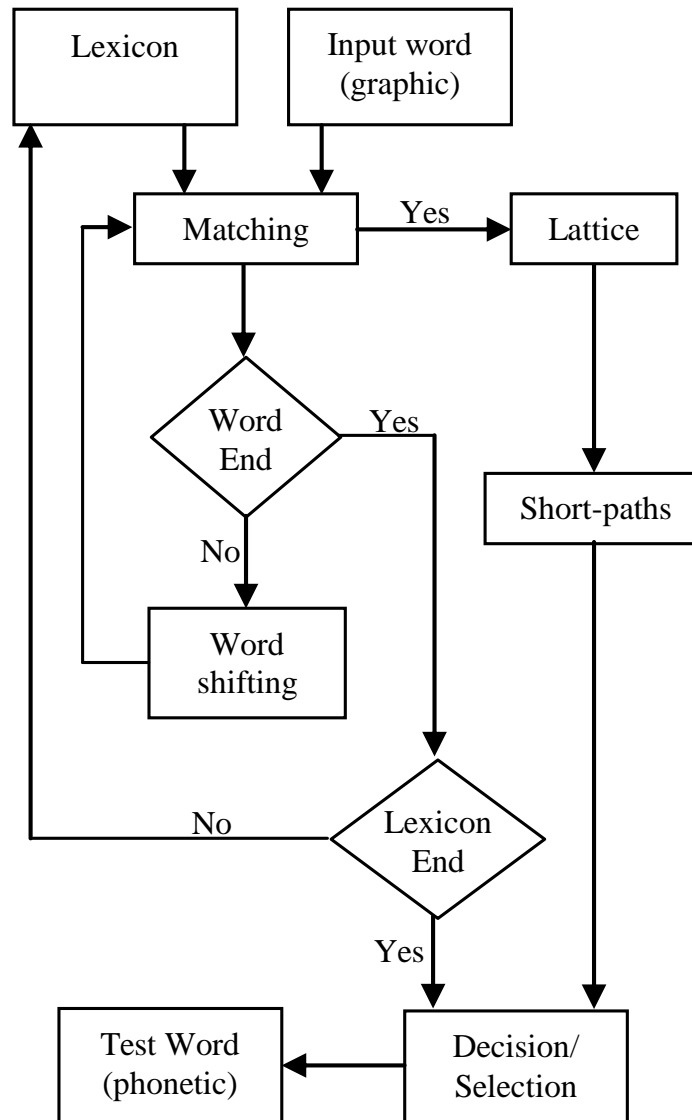 Lexicon
Input word
(graphic)
Matching
Yes
Lattice
Word
End
Yes
Short-paths
No
Word
shifting
No
Lexicon
End
Yes
Test Word
(phonetic)
Decision/
Selection